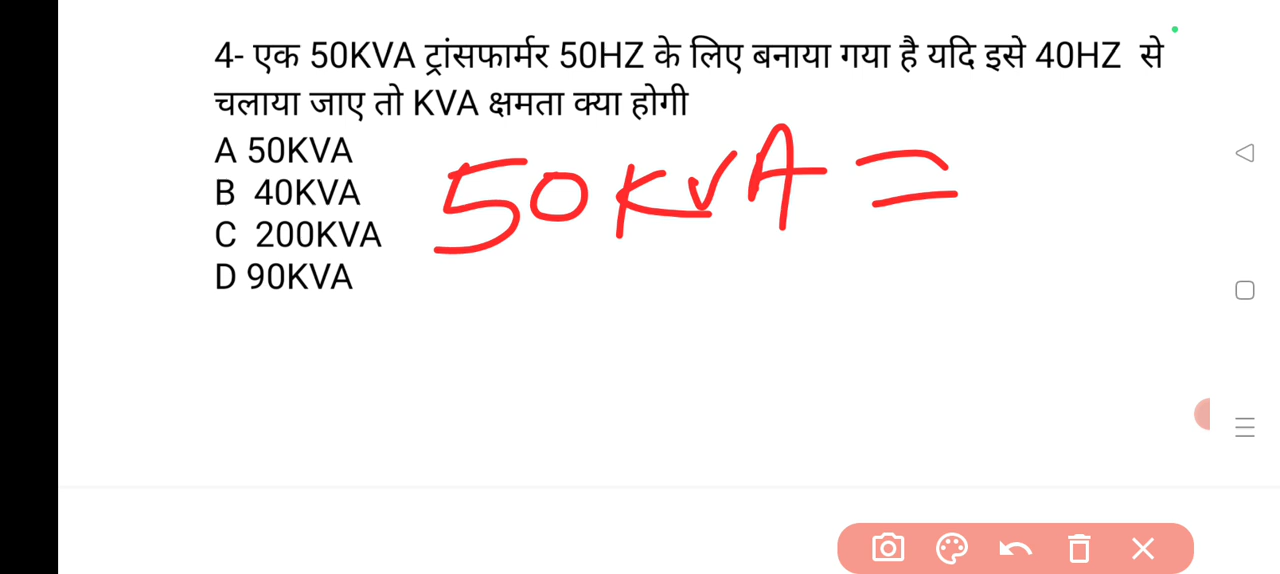 4- एक 50KVA ट्रांसफार्मर 50HZ के लिए बनाया गया है यदि इसे 40HZ से
चलाया जाए तो KVA क्षमता क्या होगी
A 50KVA
B 40KVA
C 200KVA
D 90KVA
50KVA =